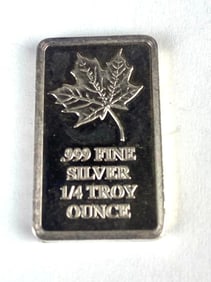 .999 FINE
SILVER
1/4 TROY
OUNCE